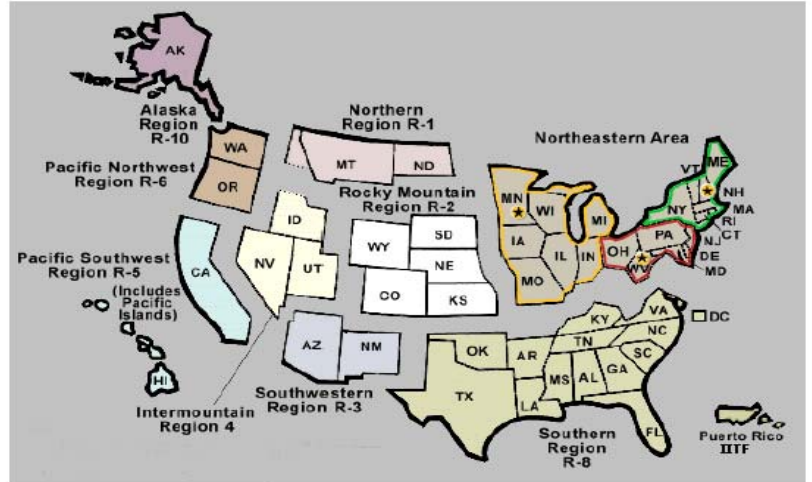 AK
Alaska
Region
R-10
Northern
Region R-1
Northeastern Area
WA
OR
Pacific Northwest
Region R-6
MT
ND
Rocky Mountain
Region R-2
ID
NV
UT
WY
SD
NE
CO
KS
MN
WI
MI
IA
IL
IN
MO
VT
ME
NH
NY
MA
RI
CT
PA
NJ
OH
WV
DE
MD
Pacific Southwest
Region R-5
(Includes
Pacific
Islands)
CA
HI
AZ
NM
Southwestern
Region R-3
Intermountain
Region 4
OK
TX
AR
LA
KY
VA
TN
NC
SC
MS
AL
GA
FL
DC
Southern
Region
R-8
Puerto Rico
IITF